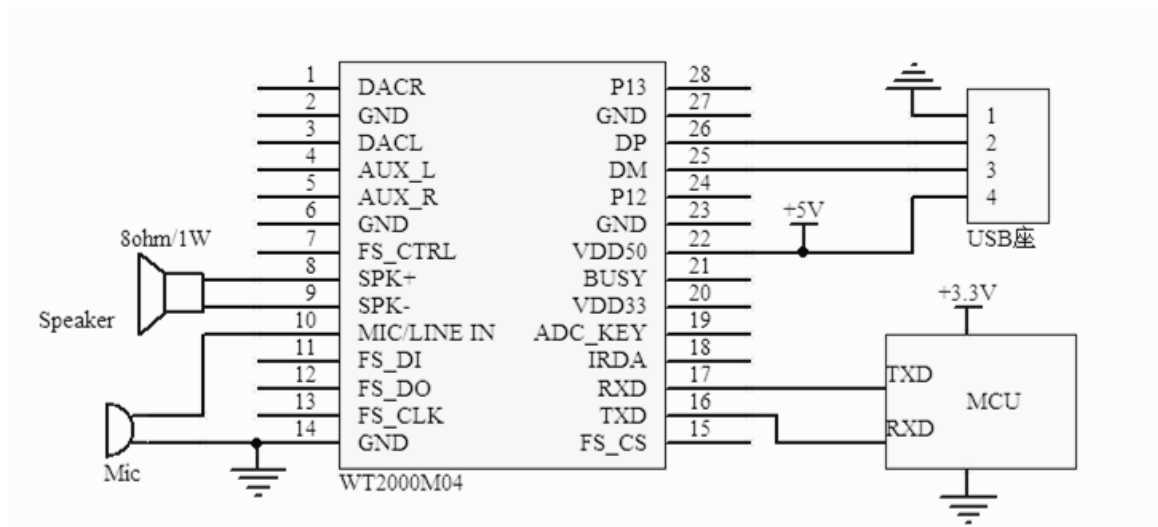 1 DACR P13 28
2 GND GND 27
3 DACL DP 26
4 AUX_L DM 25
5 AUX_R P12 24
6 GND GND 23
7 FS_CTRL VDD50 22
8 SPK+ BUSY 21
9 SPK- VDD33 20
10 MIC/LINE IN ADC_KEY 19
11 FS_DI IRDA 18
12 FS_DO RXD 17
13 FS_CLK TXD 16
14 GND FS_CS 15
WT2000M04
8ohm/1W
Speaker
Mic
1
2
3
4
USB座
+5V
+3.3V
TXD
MCU
RXD